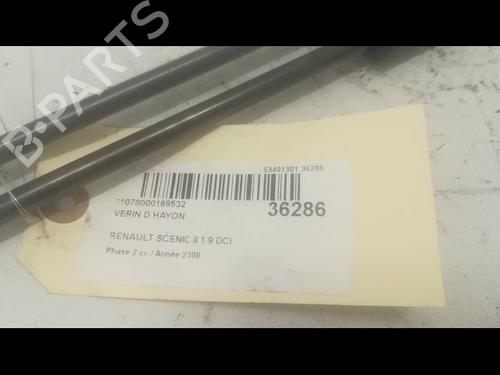 B-PARTS
53491301 36286
*1070000169532
36286
VERIN D HAYON
RENAULT SCENIC II 1.9 DCI
Phase 2 cc / Année 2008